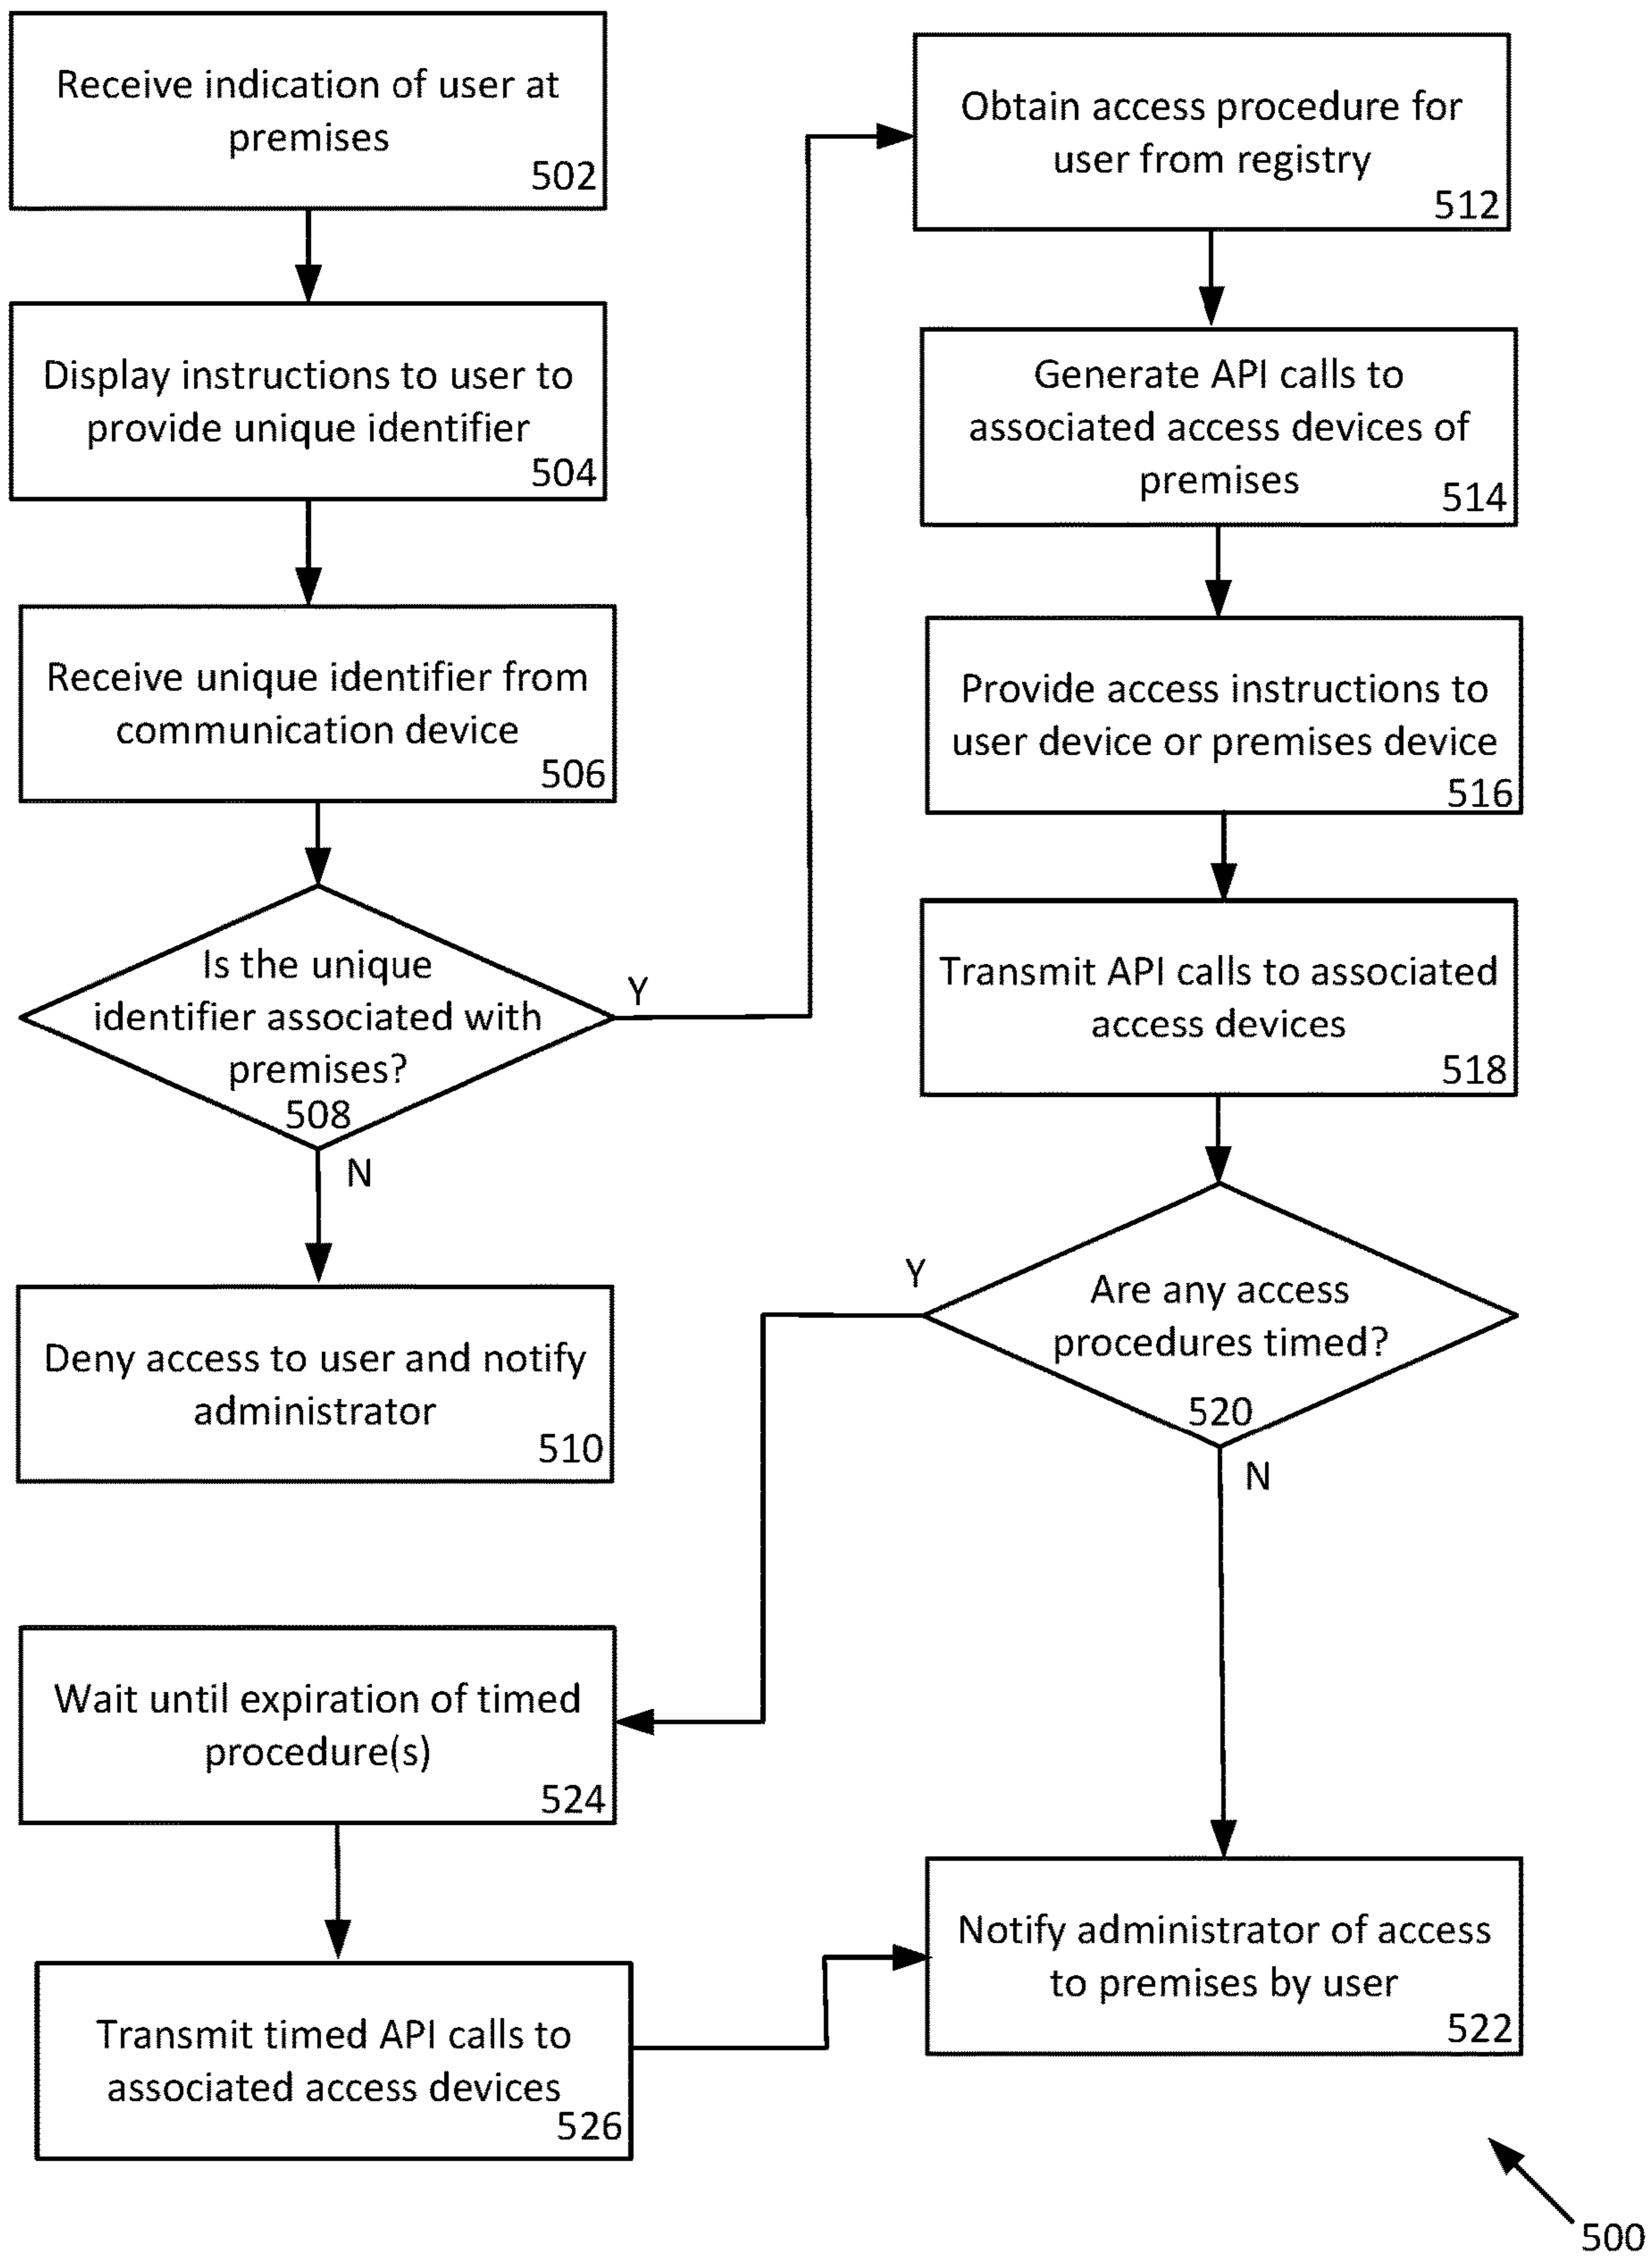 Receive indication of user at
premises
502
Display instructions to user to
provide unique identifier
504
Receive unique identifier from
communication device
506
Is the unique
identifier associated with
premises?
508
Y
N
Deny access to user and notify
administrator
510
Obtain access procedure for
user from registry
512
Generate API calls to
associated access devices of
premises
514
Provide access instructions to
user device or premises device
516
Transmit API calls to associated
access devices
518
Are any access
procedures timed?
520
Y
N
Wait until expiration of timed
procedure(s)
524
Transmit timed API calls to
associated access devices
526
Notify administrator of access
to premises by user
522
500